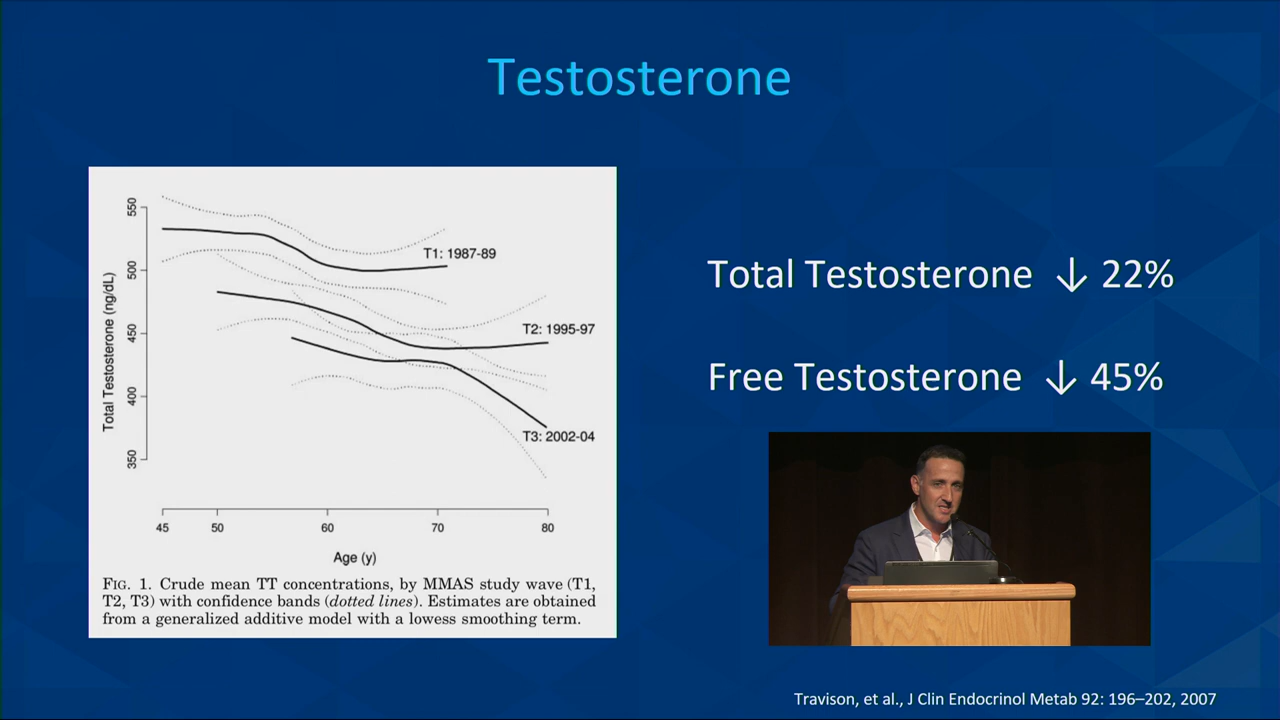 Testosterone
550
500
450
400
350
Total Testosterone (ng/dL)
T1: 1987-89
T2: 1995-97
T3: 2002-04
45 50 60 70 80
Age (y)
FIG. 1. Crude mean TT concentrations, by MMAS study wave (T1,
T2, T3) with confidence bands (dotted lines). Estimates are obtained
from a generalized additive model with a lowess smoothing term.
Total Testosterone ↓ 22%
Free Testosterone ↓ 45%
Travison, et al., J Clin Endocrinol Metab 92: 196–202, 2007